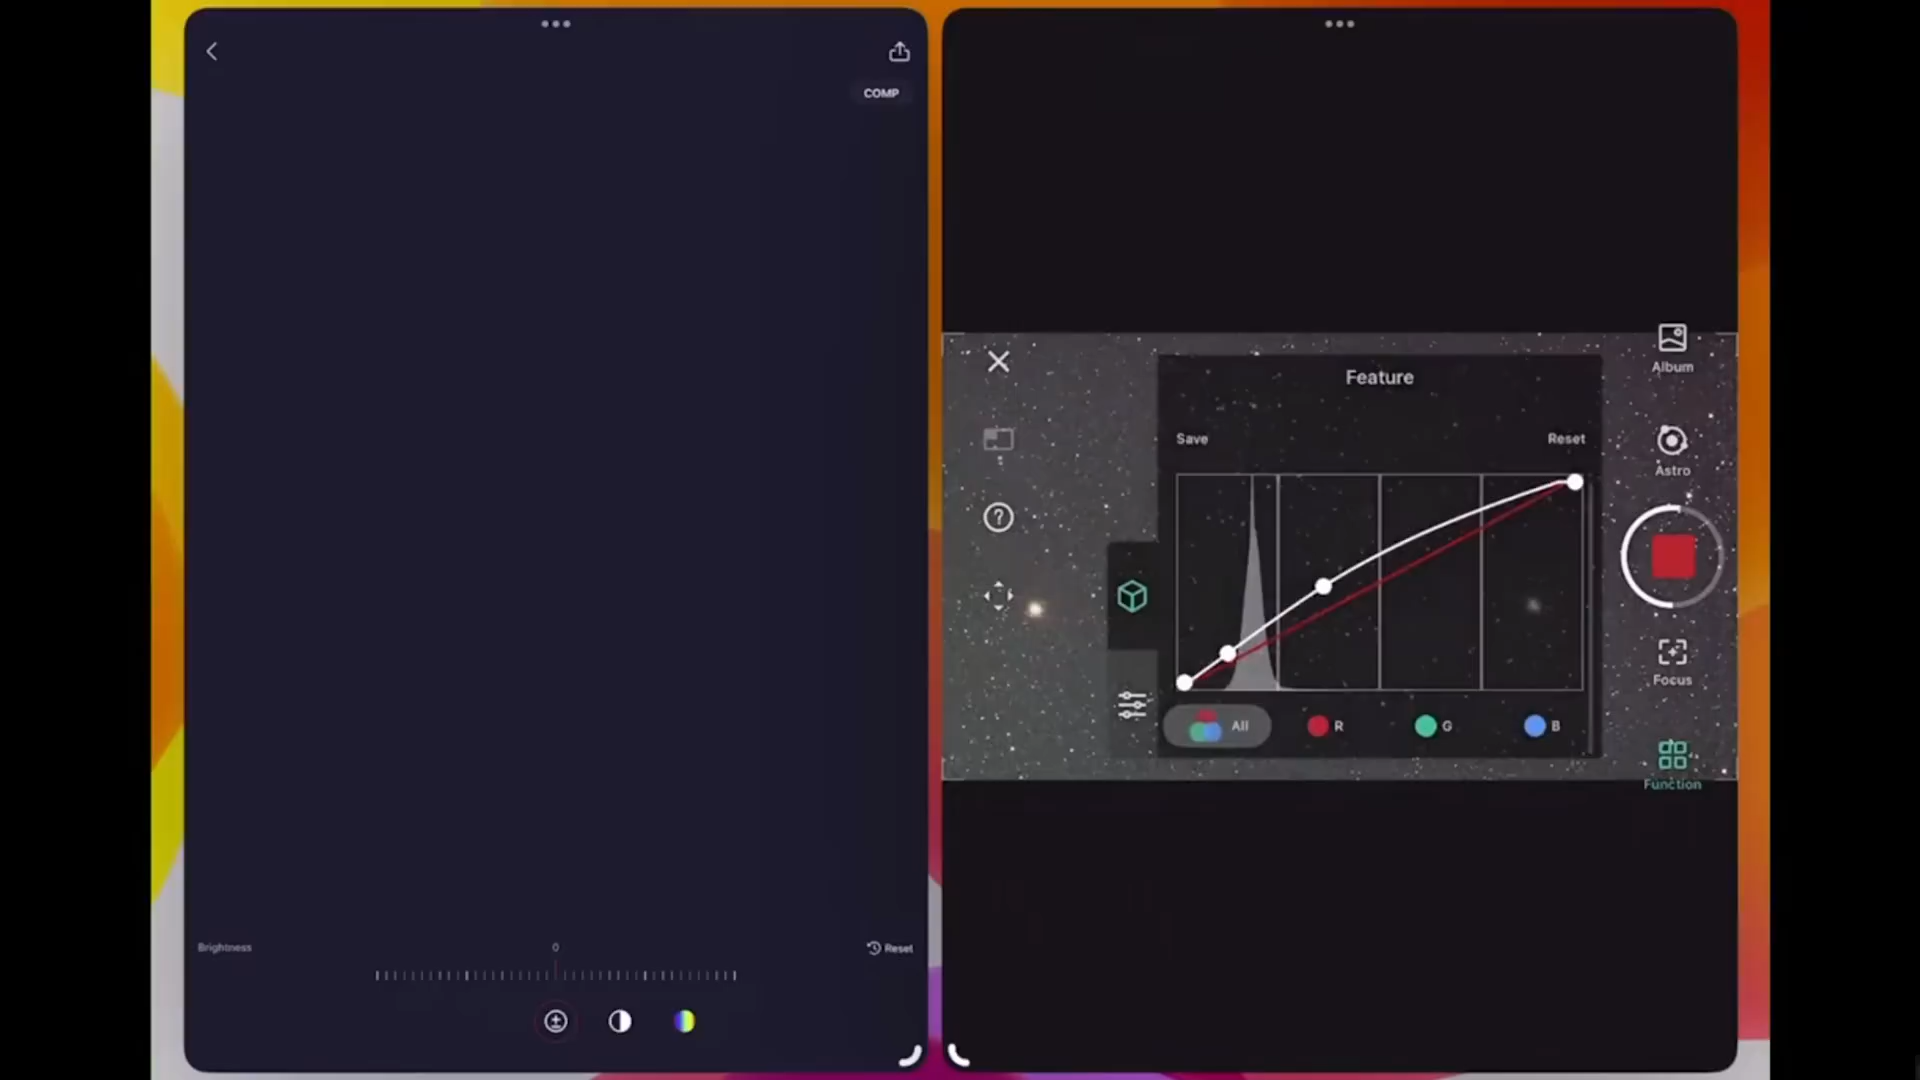 COMP
Brightness
0
Reset
Feature
Save
Reset
All
R
G
B
Album
Astro
Focus
Function